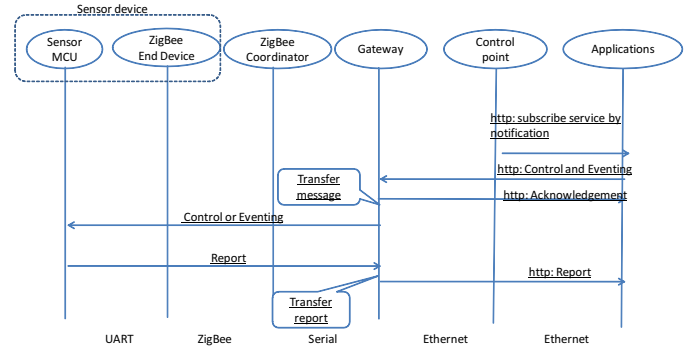 Sensor device
Sensor
MCU
ZigBee
End Device
ZigBee
Coordinator
Gateway
Control
point
Applications
http: subscribe service by
notification
http: Control and Eventing
Transfer
message
http: Acknowledgement
Control or Eventing
Report
http: Report
Transfer
report
UART
ZigBee
Serial
Ethernet
Ethernet